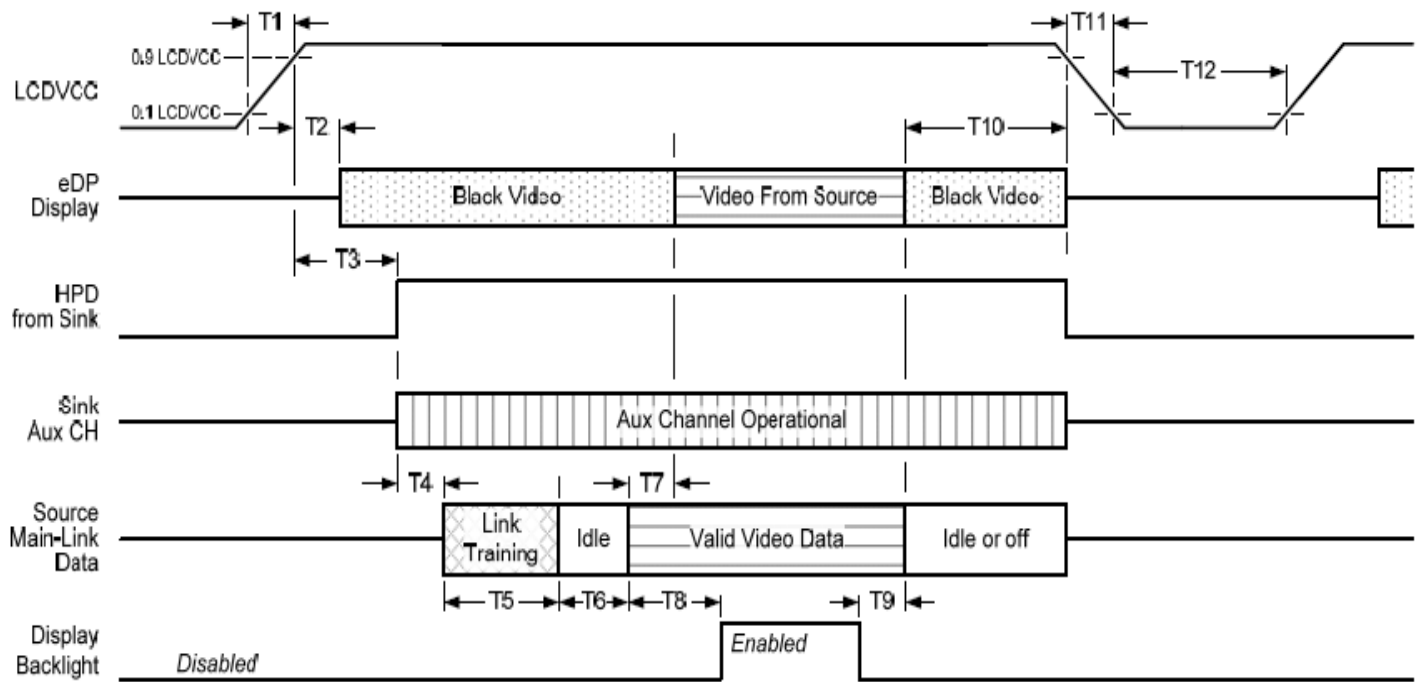 T1
T11
0.9 LCDVCC
T12
LCDVCC
0.1 LCDVCC
T2
T10
eDP
Display
Black Video
Video From Source
Black Video
T3
HPD
from Sink
Sink
Aux CH
Aux Channel Operational
T4
T7
Source
Main-Link
Data
Link
Training
Idle
Valid Video Data
Idle or off
T5
T6
T8
T9
Display
Backlight
Disabled
Enabled